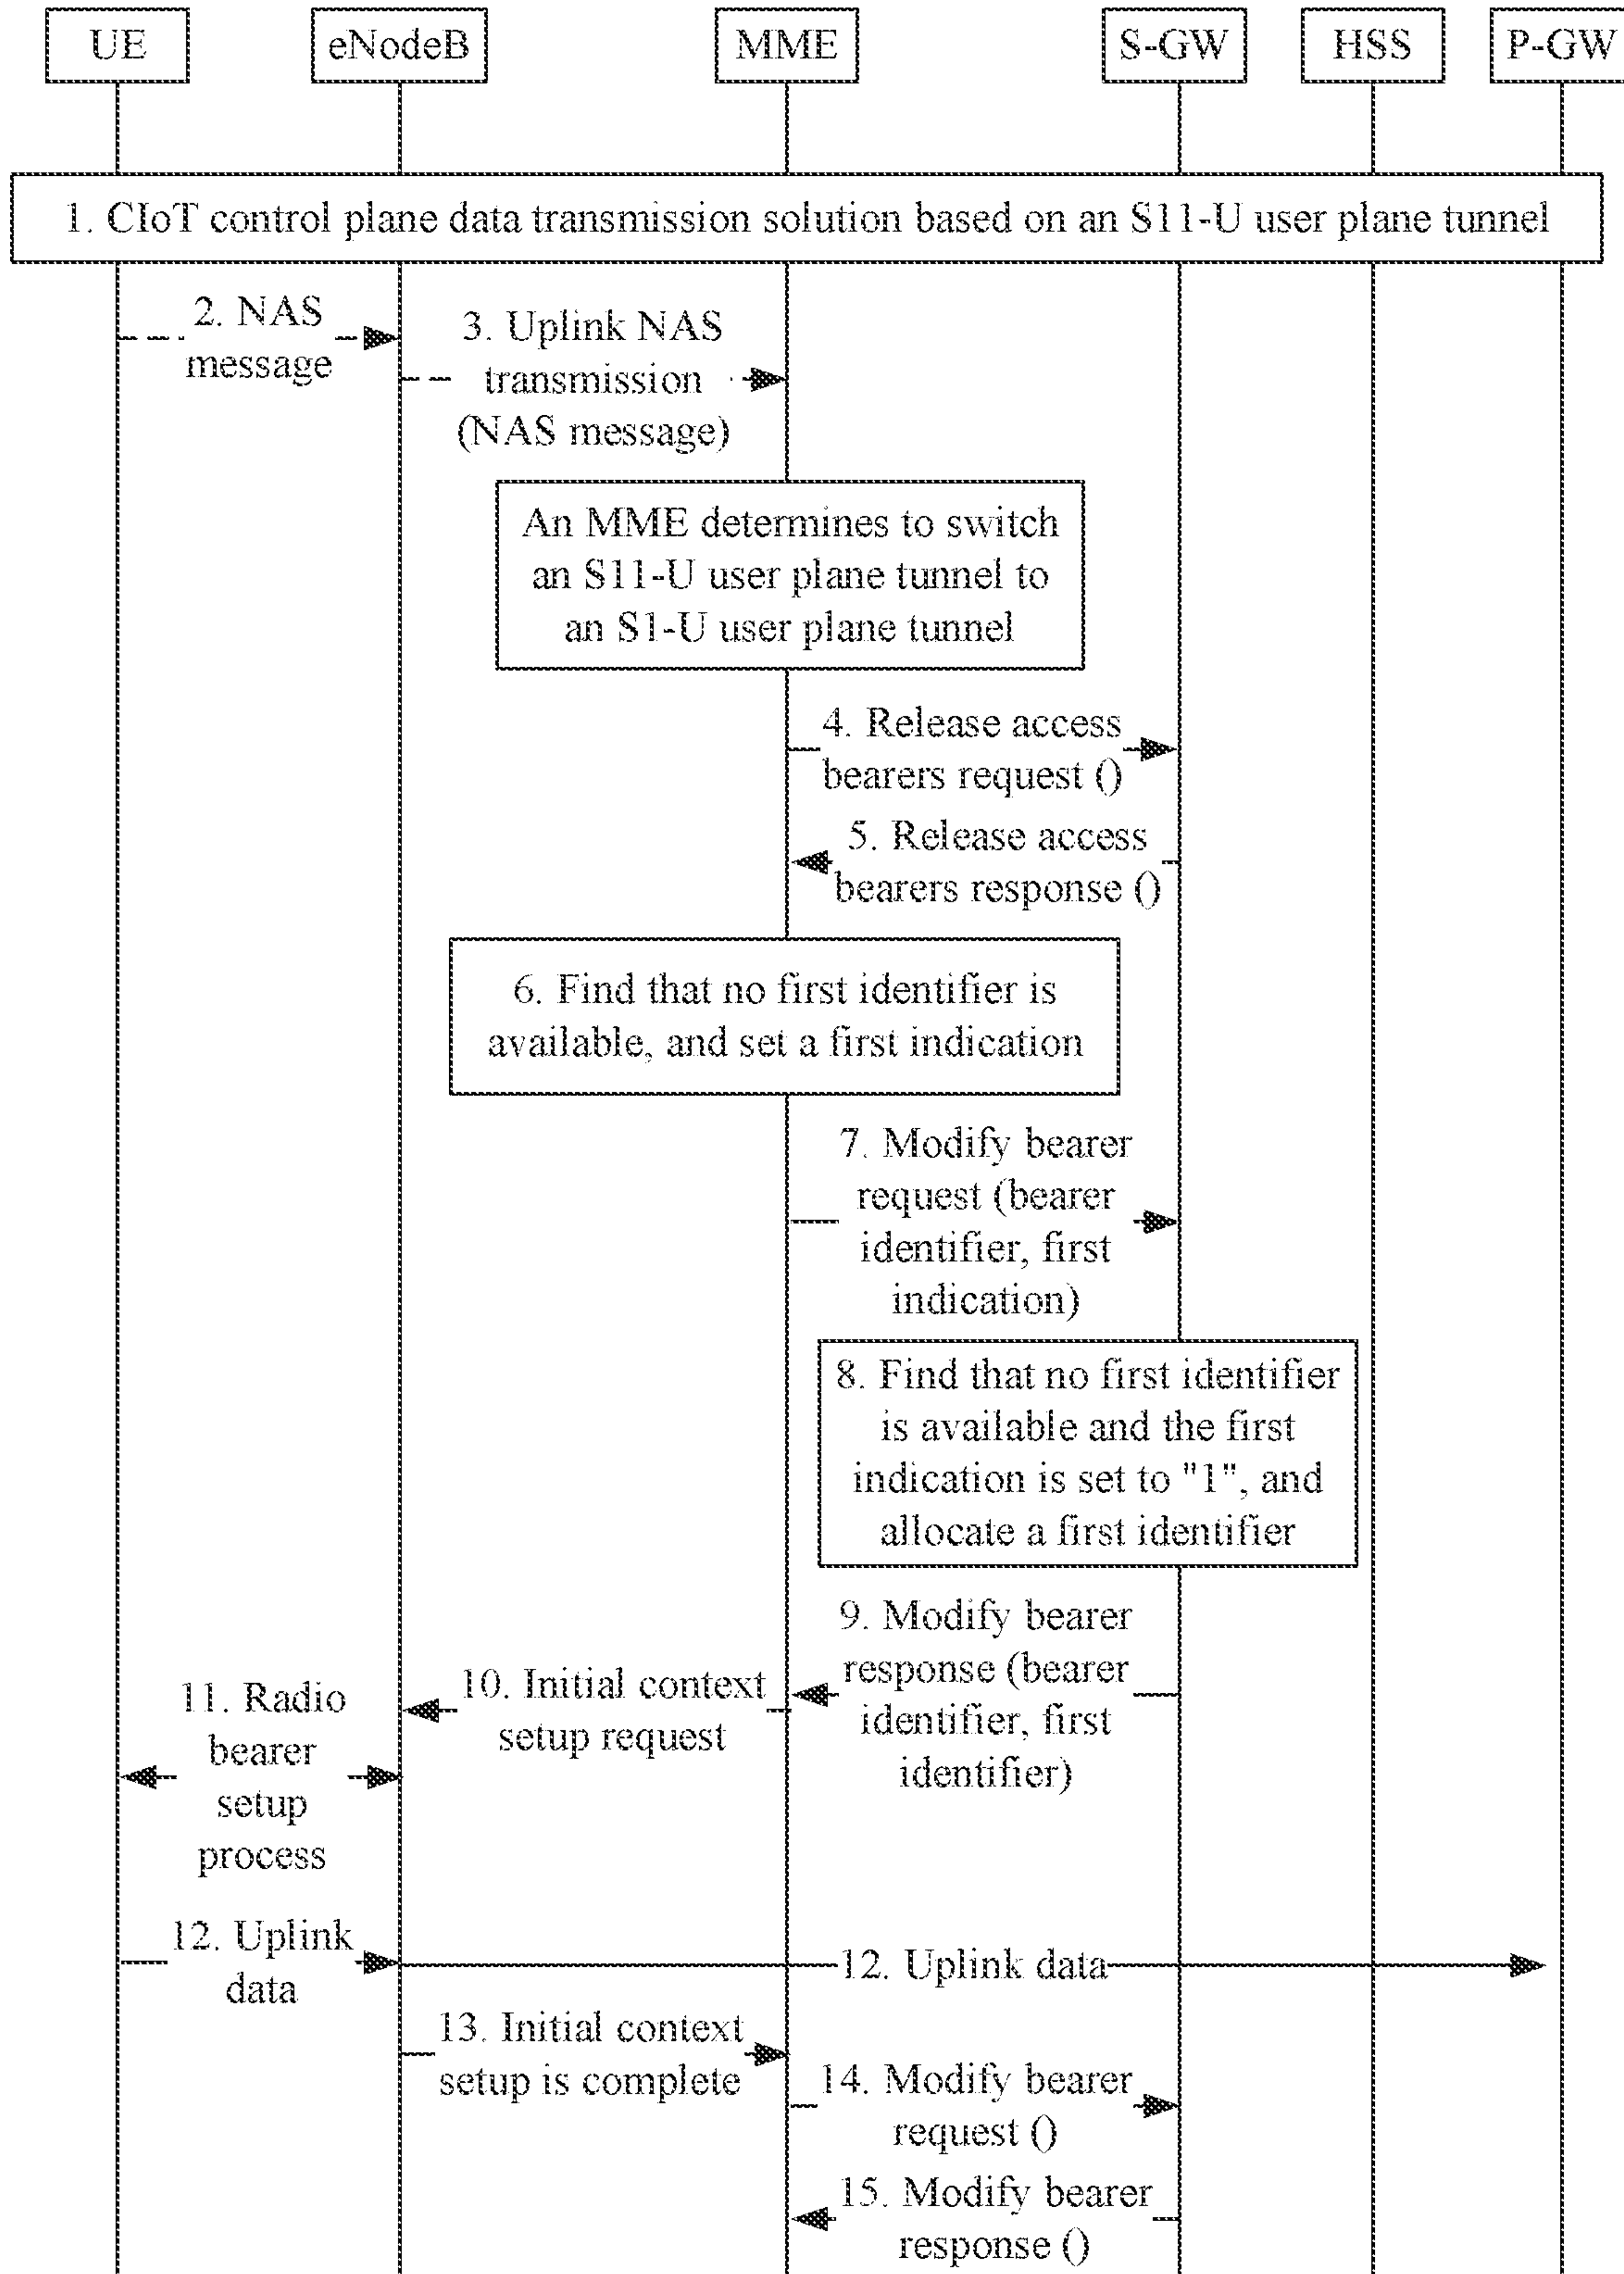 UE
eNodeB
MME
S-GW
HSS
P-GW
1. CIoT control plane data transmission solution based on an S11-U user plane tunnel
2. NAS
message
3. Uplink NAS
transmission
(NAS message)
An MME determines to switch
an S11-U user plane tunnel to
an S1-U user plane tunnel
4. Release access
bearers request ()
5. Release access
bearers response ()
6. Find that no first identifier is
available, and set a first indication
7. Modify bearer
request (bearer
identifier, first
indication)
8. Find that no first identifier
is available and the first
indication is set to "1", and
allocate a first identifier
9. Modify bearer
response (bearer
identifier, first
identifier)
10. Initial context
setup request
11. Radio
bearer
setup
process
12. Uplink
data
12. Uplink data
13. Initial context
setup is complete
14. Modify bearer
request ()
15. Modify bearer
response ()